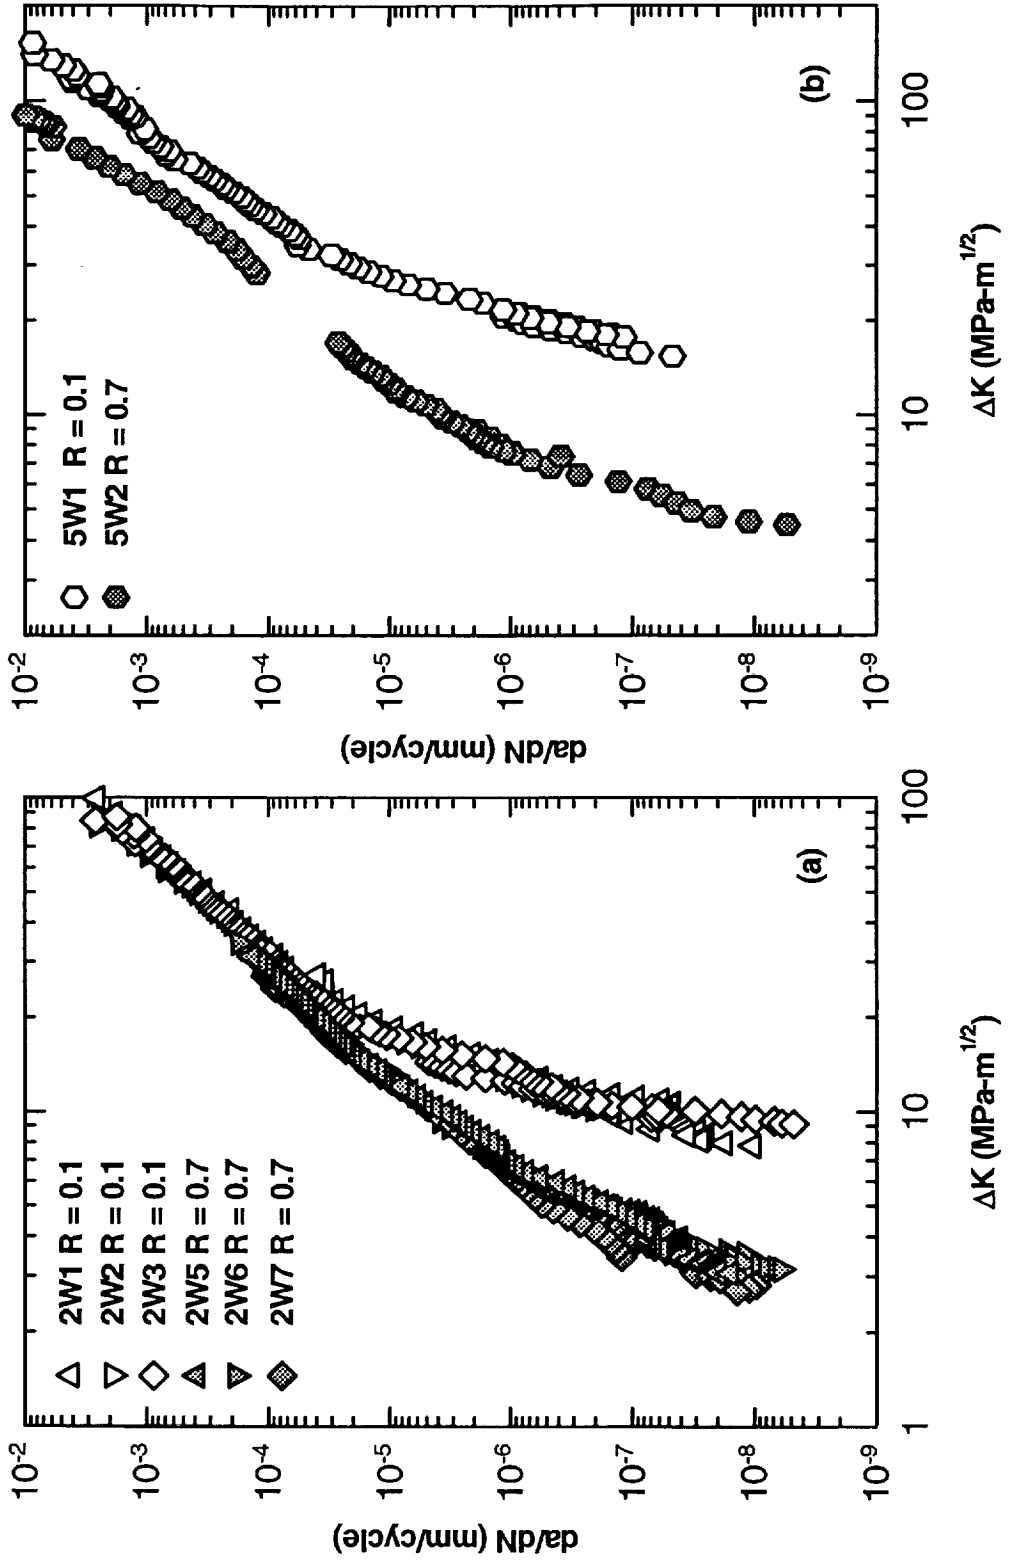 10-2
10-3
10-4
10-5
10-6
10-7
10-8
10-9
da/dN (mm/cycle)
2W1 R = 0.1
2W2 R = 0.1
2W3 R = 0.1
2W5 R = 0.7
2W6 R = 0.7
2W7 R = 0.7
(a)
1
10
100
ΔK (MPa-m1/2)
10-2
10-3
10-4
10-5
10-6
10-7
10-8
10-9
da/dN (mm/cycle)
5W1 R = 0.1
5W2 R = 0.7
(b)
10
100
ΔK (MPa-m1/2)